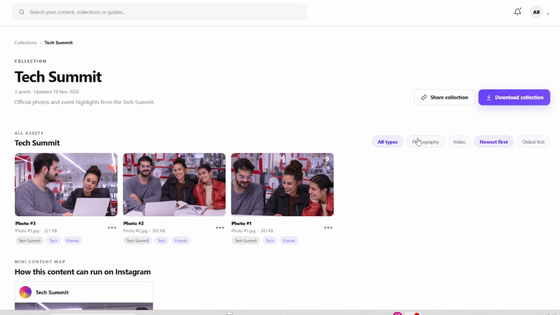 Search your content, collections or guides...
AR
Collections › Tech Summit
COLLECTION
Tech Summit
3 assets · Updated 19 Nov 2026
Official photos and event highlights from the Tech Summit.
Share collection
Download collection
ALL ASSETS
Tech Summit
All types
Photography
Video
Newest first
Oldest first
Photo #3
Photo #3.jpg · 321 KB
Tech Summit Tech Friends
Photo #2
Photo #2.jpg · 305 KB
Tech Summit Tech Friends
Photo #1
Photo #1.jpg · 305 KB
Tech Summit Tech Friends
MINI CONTENT MAP
How this content can run on Instagram
Tech Summit